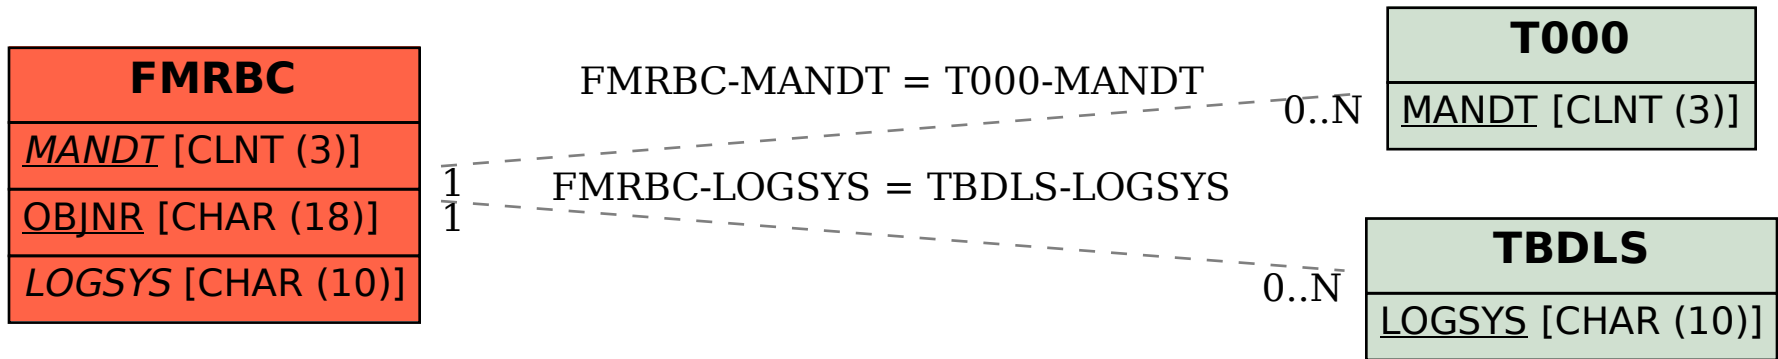 FMRBC
MANDT [CLNT (3)]
OBJNR [CHAR (18)]
LOGSYS [CHAR (10)]
FMRBC-MANDT = T000-MANDT
0..N
1
FMRBC-LOGSYS = TBDLS-LOGSYS
1
0..N
T000
MANDT [CLNT (3)]
TBDLS
LOGSYS [CHAR (10)]